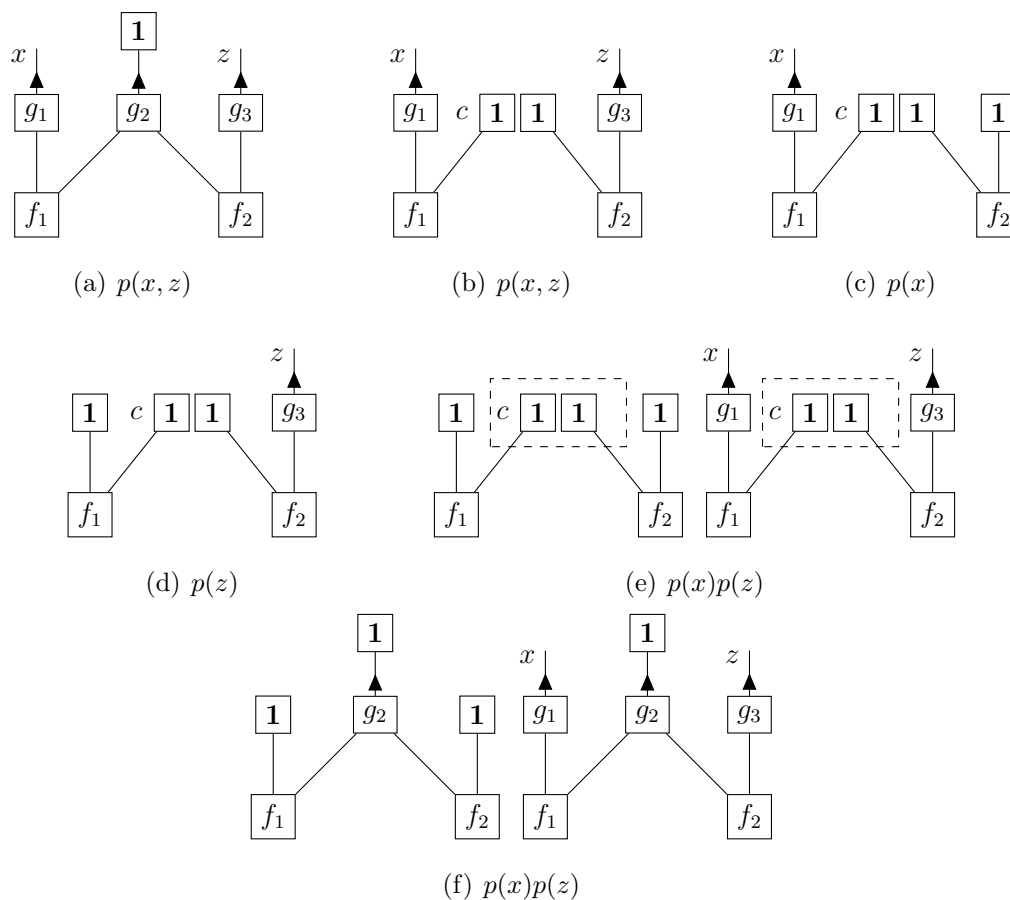 1
x z x z x
g₁ g₂ g₃ g₁ c 1 1 g₃ g₁ c 1 1 1
f₁ f₂ f₁ f₂ f₁ f₂
(a) p(x, z) (b) p(x, z) (c) p(x)
z x z
1 c 1 1 g₃ 1 c 1 1 1 g₁ c 1 1 g₃
f₁ f₂ f₁ f₂ f₁ f₂
(d) p(z) (e) p(x)p(z)
1 1
x z
1 g₂ 1 g₁ g₂ g₃
f₁ f₂ f₁ f₂
(f) p(x)p(z)